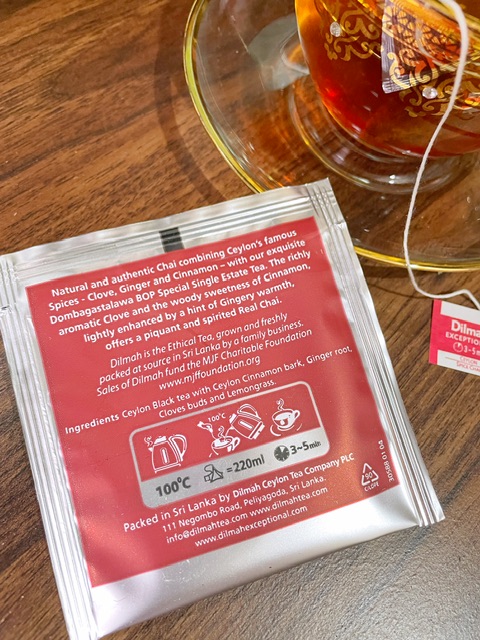 Natural and authentic Chai combining Ceylon's famous
Spices - Clove, Ginger and Cinnamon – with our exquisite
Dombagastalawa BOP Special Single Estate Tea. The richly
aromatic Clove and the woody sweetness of Cinnamon,
lightly enhanced by a hint of Gingery warmth,
offers a piquant and spirited Real Chai.
Dilmah is the Ethical Tea, grown and freshly
packed at source in Sri Lanka by a family business.
Sales of Dilmah fund the MJF Charitable Foundation
www.mjffoundation.org
Ingredients Ceylon Black tea with Ceylon Cinnamon bark, Ginger root,
Cloves buds and Lemongrass.
100°C
100°C
=220ml
3~5min
Packed in Sri Lanka by Dilmah Ceylon Tea Company PLC
111 Negombo Road, Peliyagoda, Sri Lanka.
info@dilmahtea.com www.dilmahtea.com
www.dilmahexceptional.com
90
C/LDPE
Dilmah
EXCEPTION
3-5